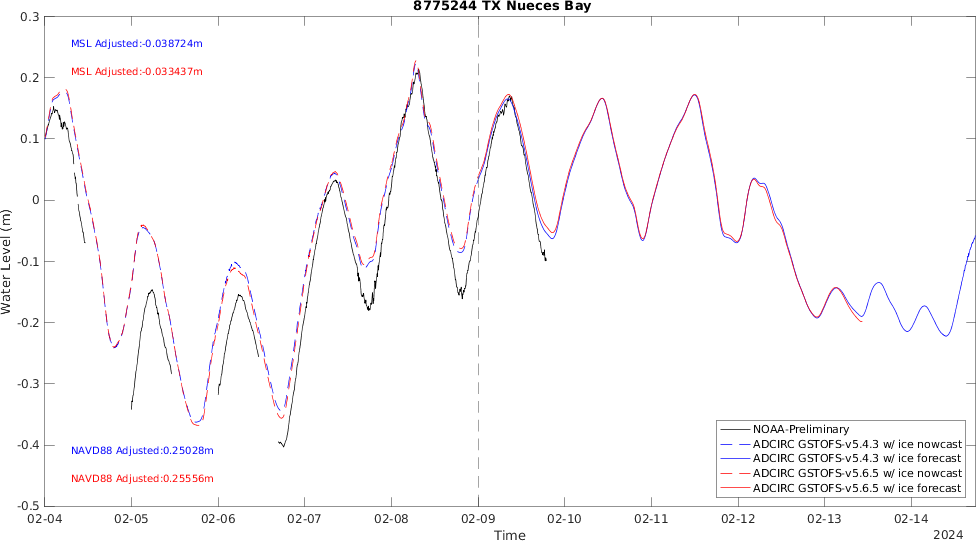 8775244 TX Nueces Bay
0.3
MSL Adjusted:-0.038724m
MSL Adjusted:-0.033437m
0.2
0.1
0
-0.1
-0.2
-0.3
-0.4
-0.5
Water Level (m)
NAVD88 Adjusted:0.25028m
NAVD88 Adjusted:0.25556m
NOAA-Preliminary
ADCIRC GSTOFS-v5.4.3 w/ ice nowcast
ADCIRC GSTOFS-v5.4.3 w/ ice forecast
ADCIRC GSTOFS-v5.6.5 w/ ice nowcast
ADCIRC GSTOFS-v5.6.5 w/ ice forecast
02-04 02-05 02-06 02-07 02-08 02-09 02-10 02-11 02-12 02-13 02-14
Time
2024